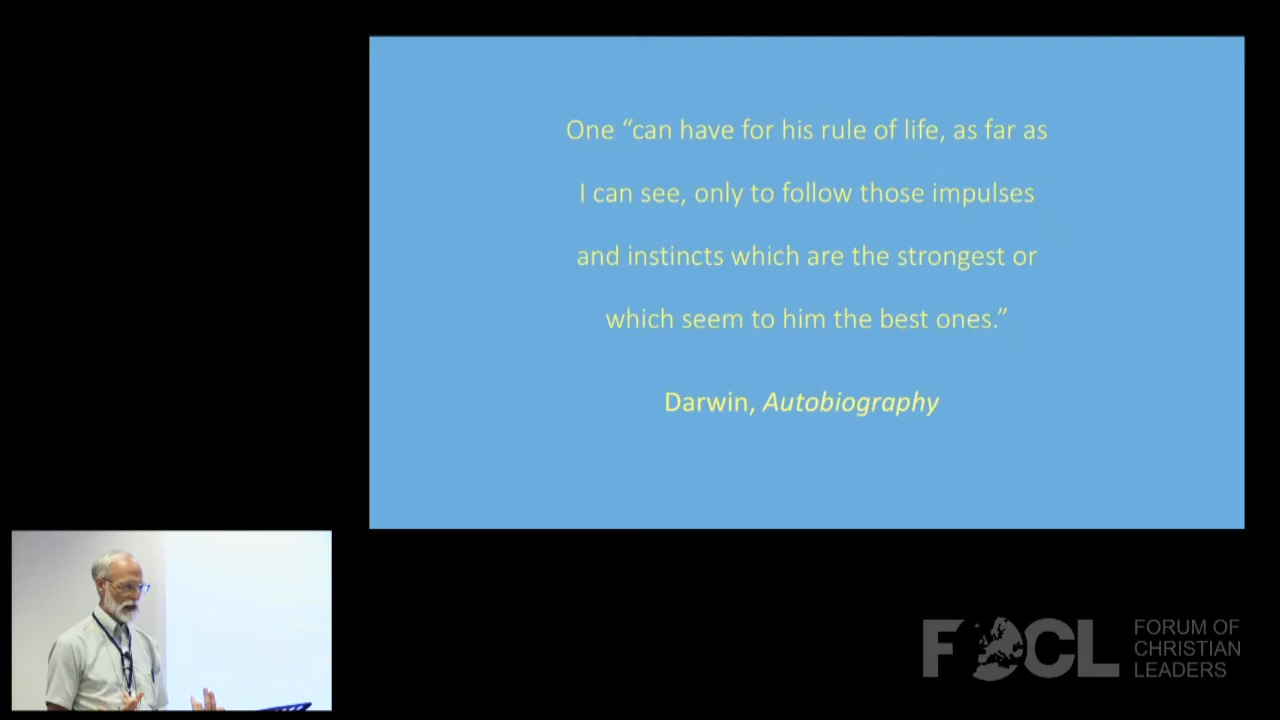 One “can have for his rule of life, as far as
I can see, only to follow those impulses
and instincts which are the strongest or
which seem to him the best ones.”
Darwin, Autobiography
FOCL
FORUM OF
CHRISTIAN
LEADERS